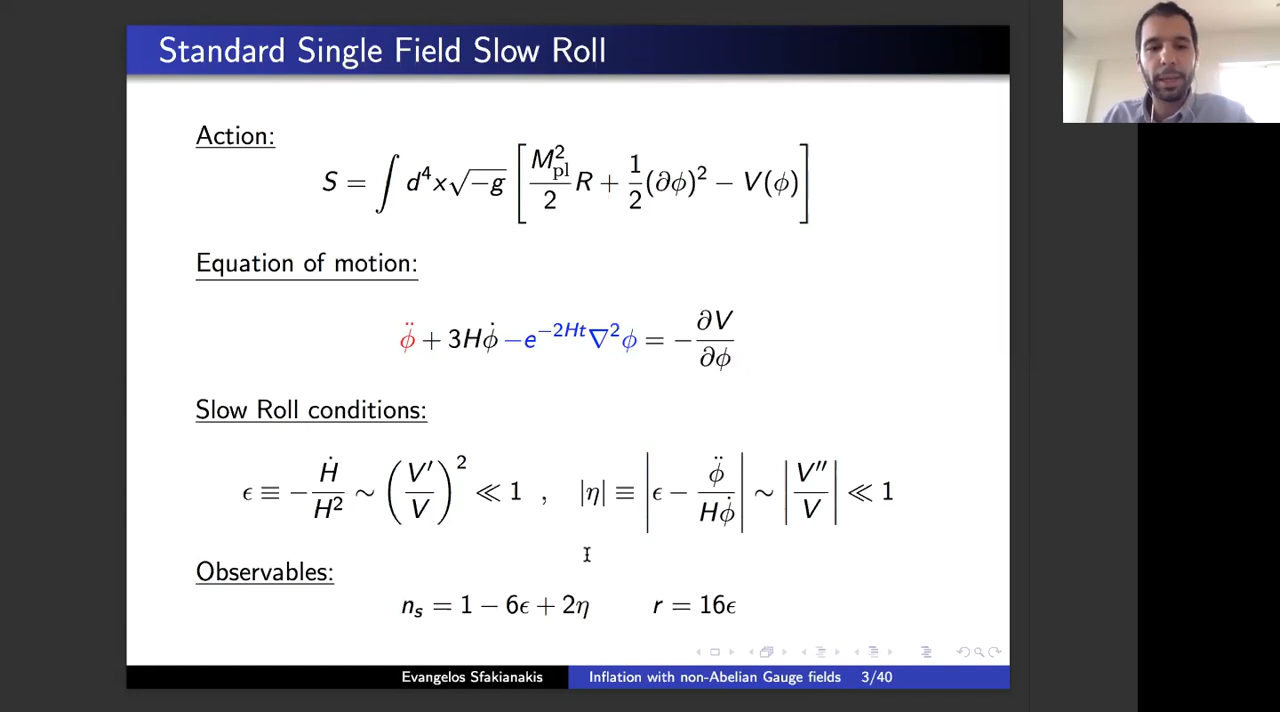 Standard Single Field Slow Roll
Action:
S = ∫ d⁴x√−g [ M²pl/2 R + 1/2 (∂ϕ)² − V(ϕ) ]
Equation of motion:
ϕ̈ + 3Hϕ̇ − e^{−2Ht}∇²ϕ = − ∂V/∂ϕ
Slow Roll conditions:
ϵ ≡ − Ḣ/H² ∼ (V′/V)² ≪ 1 , |η| ≡ |ϵ − ϕ̈/(Hϕ̇)| ∼ |V″/V| ≪ 1
Observables:
nₛ = 1 − 6ϵ + 2η r = 16ϵ
Evangelos Sfakianakis Inflation with non-Abelian Gauge fields 3/40